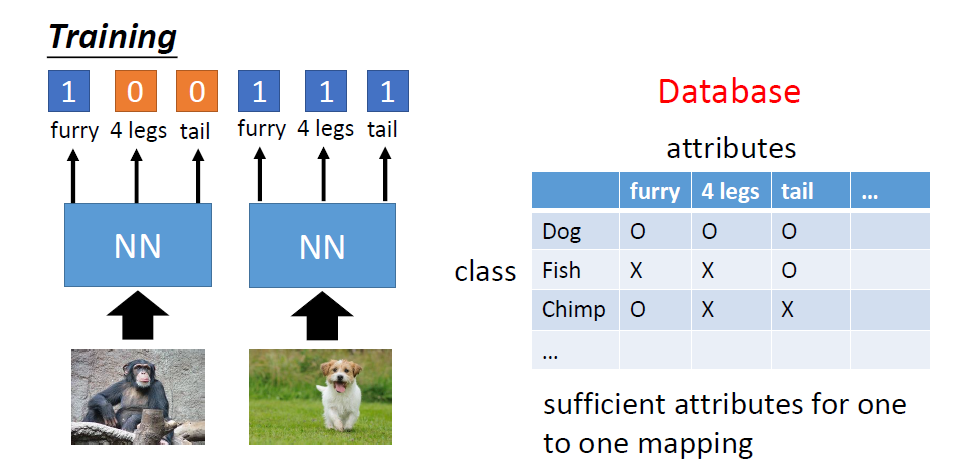 Training
1 0 0 1 1 1
furry 4 legs tail furry 4 legs tail
NN NN
Database
attributes
furry 4 legs tail ...
Dog O O O
class
Fish X X O
Chimp O X X
...
sufficient attributes for one
to one mapping